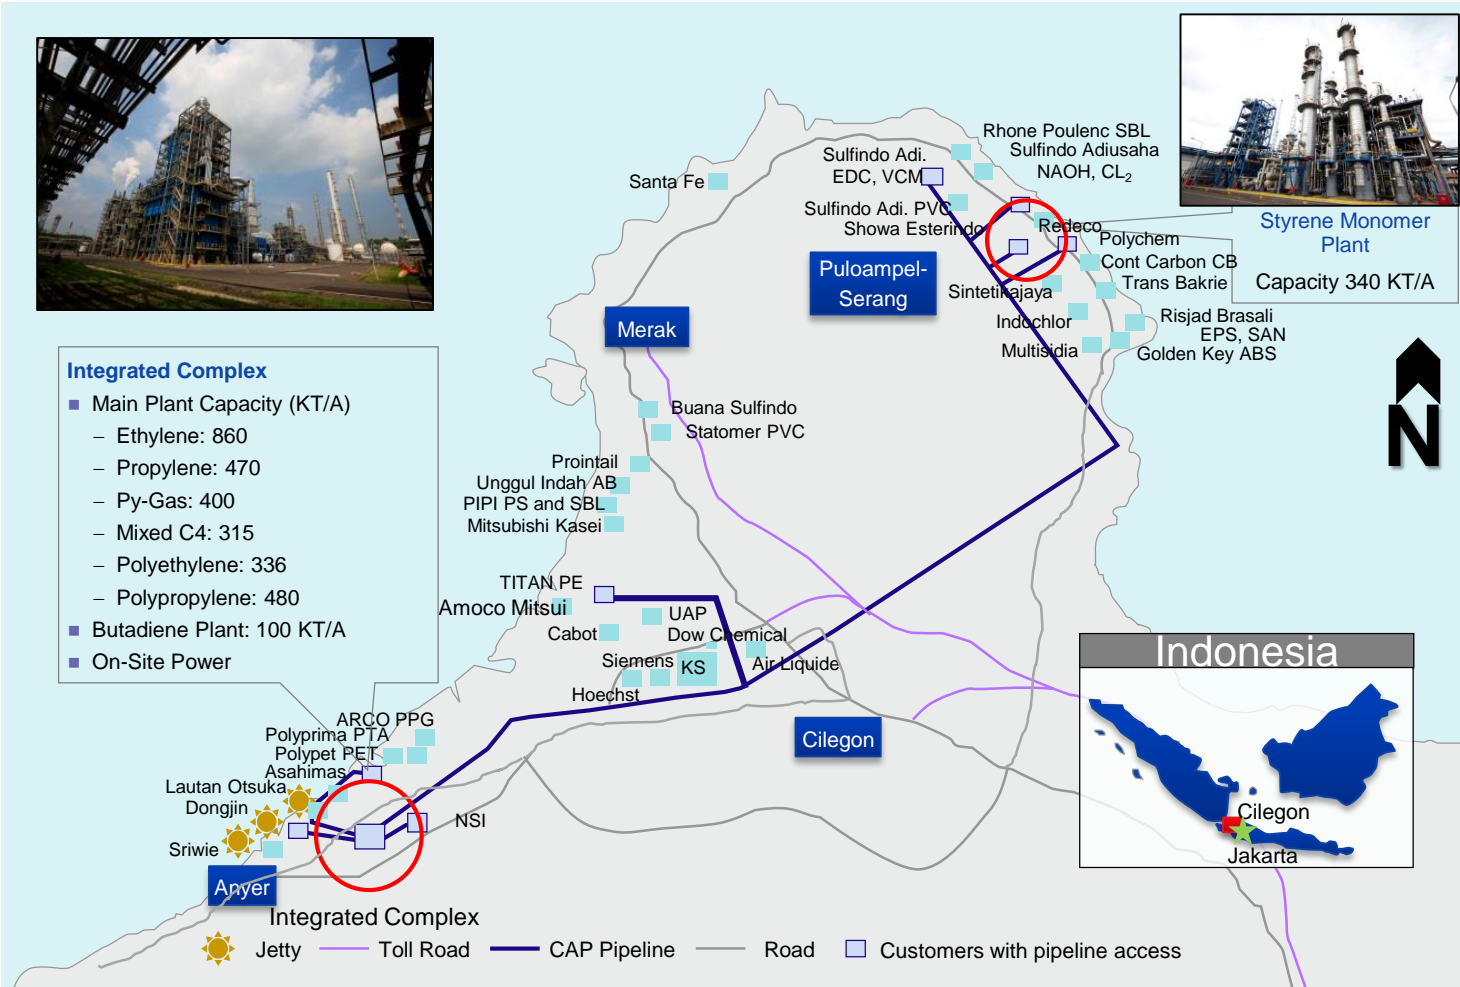 Rhone Poulenc SBL
Sulfindo Adi.
EDC, VCM
Sulfindo Adiusaha
NAOH, CL₂
Santa Fe
Sulfindo Adi. PVC
Showa Esterindo
Redeco
Styrene Monomer
Plant
Capacity 340 KT/A
Polychem
Cont Carbon CB
Trans Bakrie
Puloampel-
Serang
Sintetikajaya
Indochlor
Multisidia
Risjad Brasali
EPS, SAN
Golden Key ABS
Merak
Integrated Complex
Main Plant Capacity (KT/A)
– Ethylene: 860
– Propylene: 470
– Py-Gas: 400
– Mixed C4: 315
– Polyethylene: 336
– Polypropylene: 480
Butadiene Plant: 100 KT/A
On-Site Power
N
Buana Sulfindo
Statomer PVC
Prointail
Unggul Indah AB
PIPI PS and SBL
Mitsubishi Kasei
TITAN PE
Amoco Mitsui
UAP
Cabot
Dow Chemical
Siemens
KS
Air Liquide
Hoechst
ARCO PPG
Polyprima PTA
Polypet PET
Asahimas
Lautan Otsuka
Dongjin
Sriwie
NSI
Cilegon
Anyer
Integrated Complex
Indonesia
Cilegon
Jakarta
Jetty
Toll Road
CAP Pipeline
Road
Customers with pipeline access